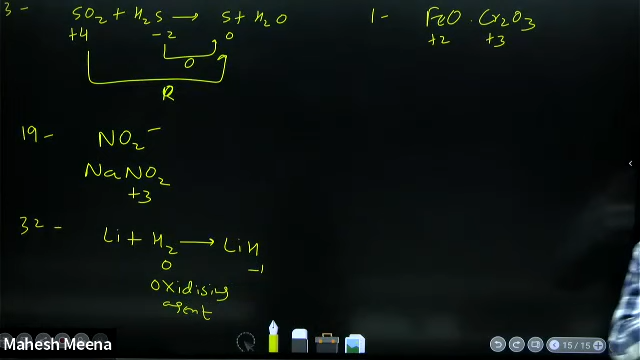 3- SO2 + H2S → S + H2O
+4 -2 0
O
R
19- NO2-
NaNO2
+3
32- Li + H2 → LiH
0 -1
Oxidising
agent
1- FeO . Cr2O3
+2 +3
15/15
Mahesh Meena